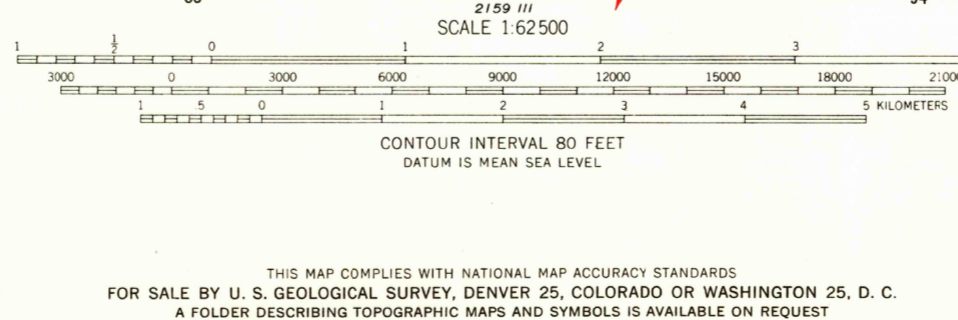 2159 III
SCALE 1:62500
1 ½ 0 1 2 3
3000 0 3000 6000 9000 12000 15000 18000 21000
1 .5 0 1 2 3 4 5 KILOMETERS
CONTOUR INTERVAL 80 FEET
DATUM IS MEAN SEA LEVEL
THIS MAP COMPLIES WITH NATIONAL MAP ACCURACY STANDARDS
FOR SALE BY U. S. GEOLOGICAL SURVEY, DENVER 25, COLORADO OR WASHINGTON 25, D. C.
A FOLDER DESCRIBING TOPOGRAPHIC MAPS AND SYMBOLS IS AVAILABLE ON REQUEST